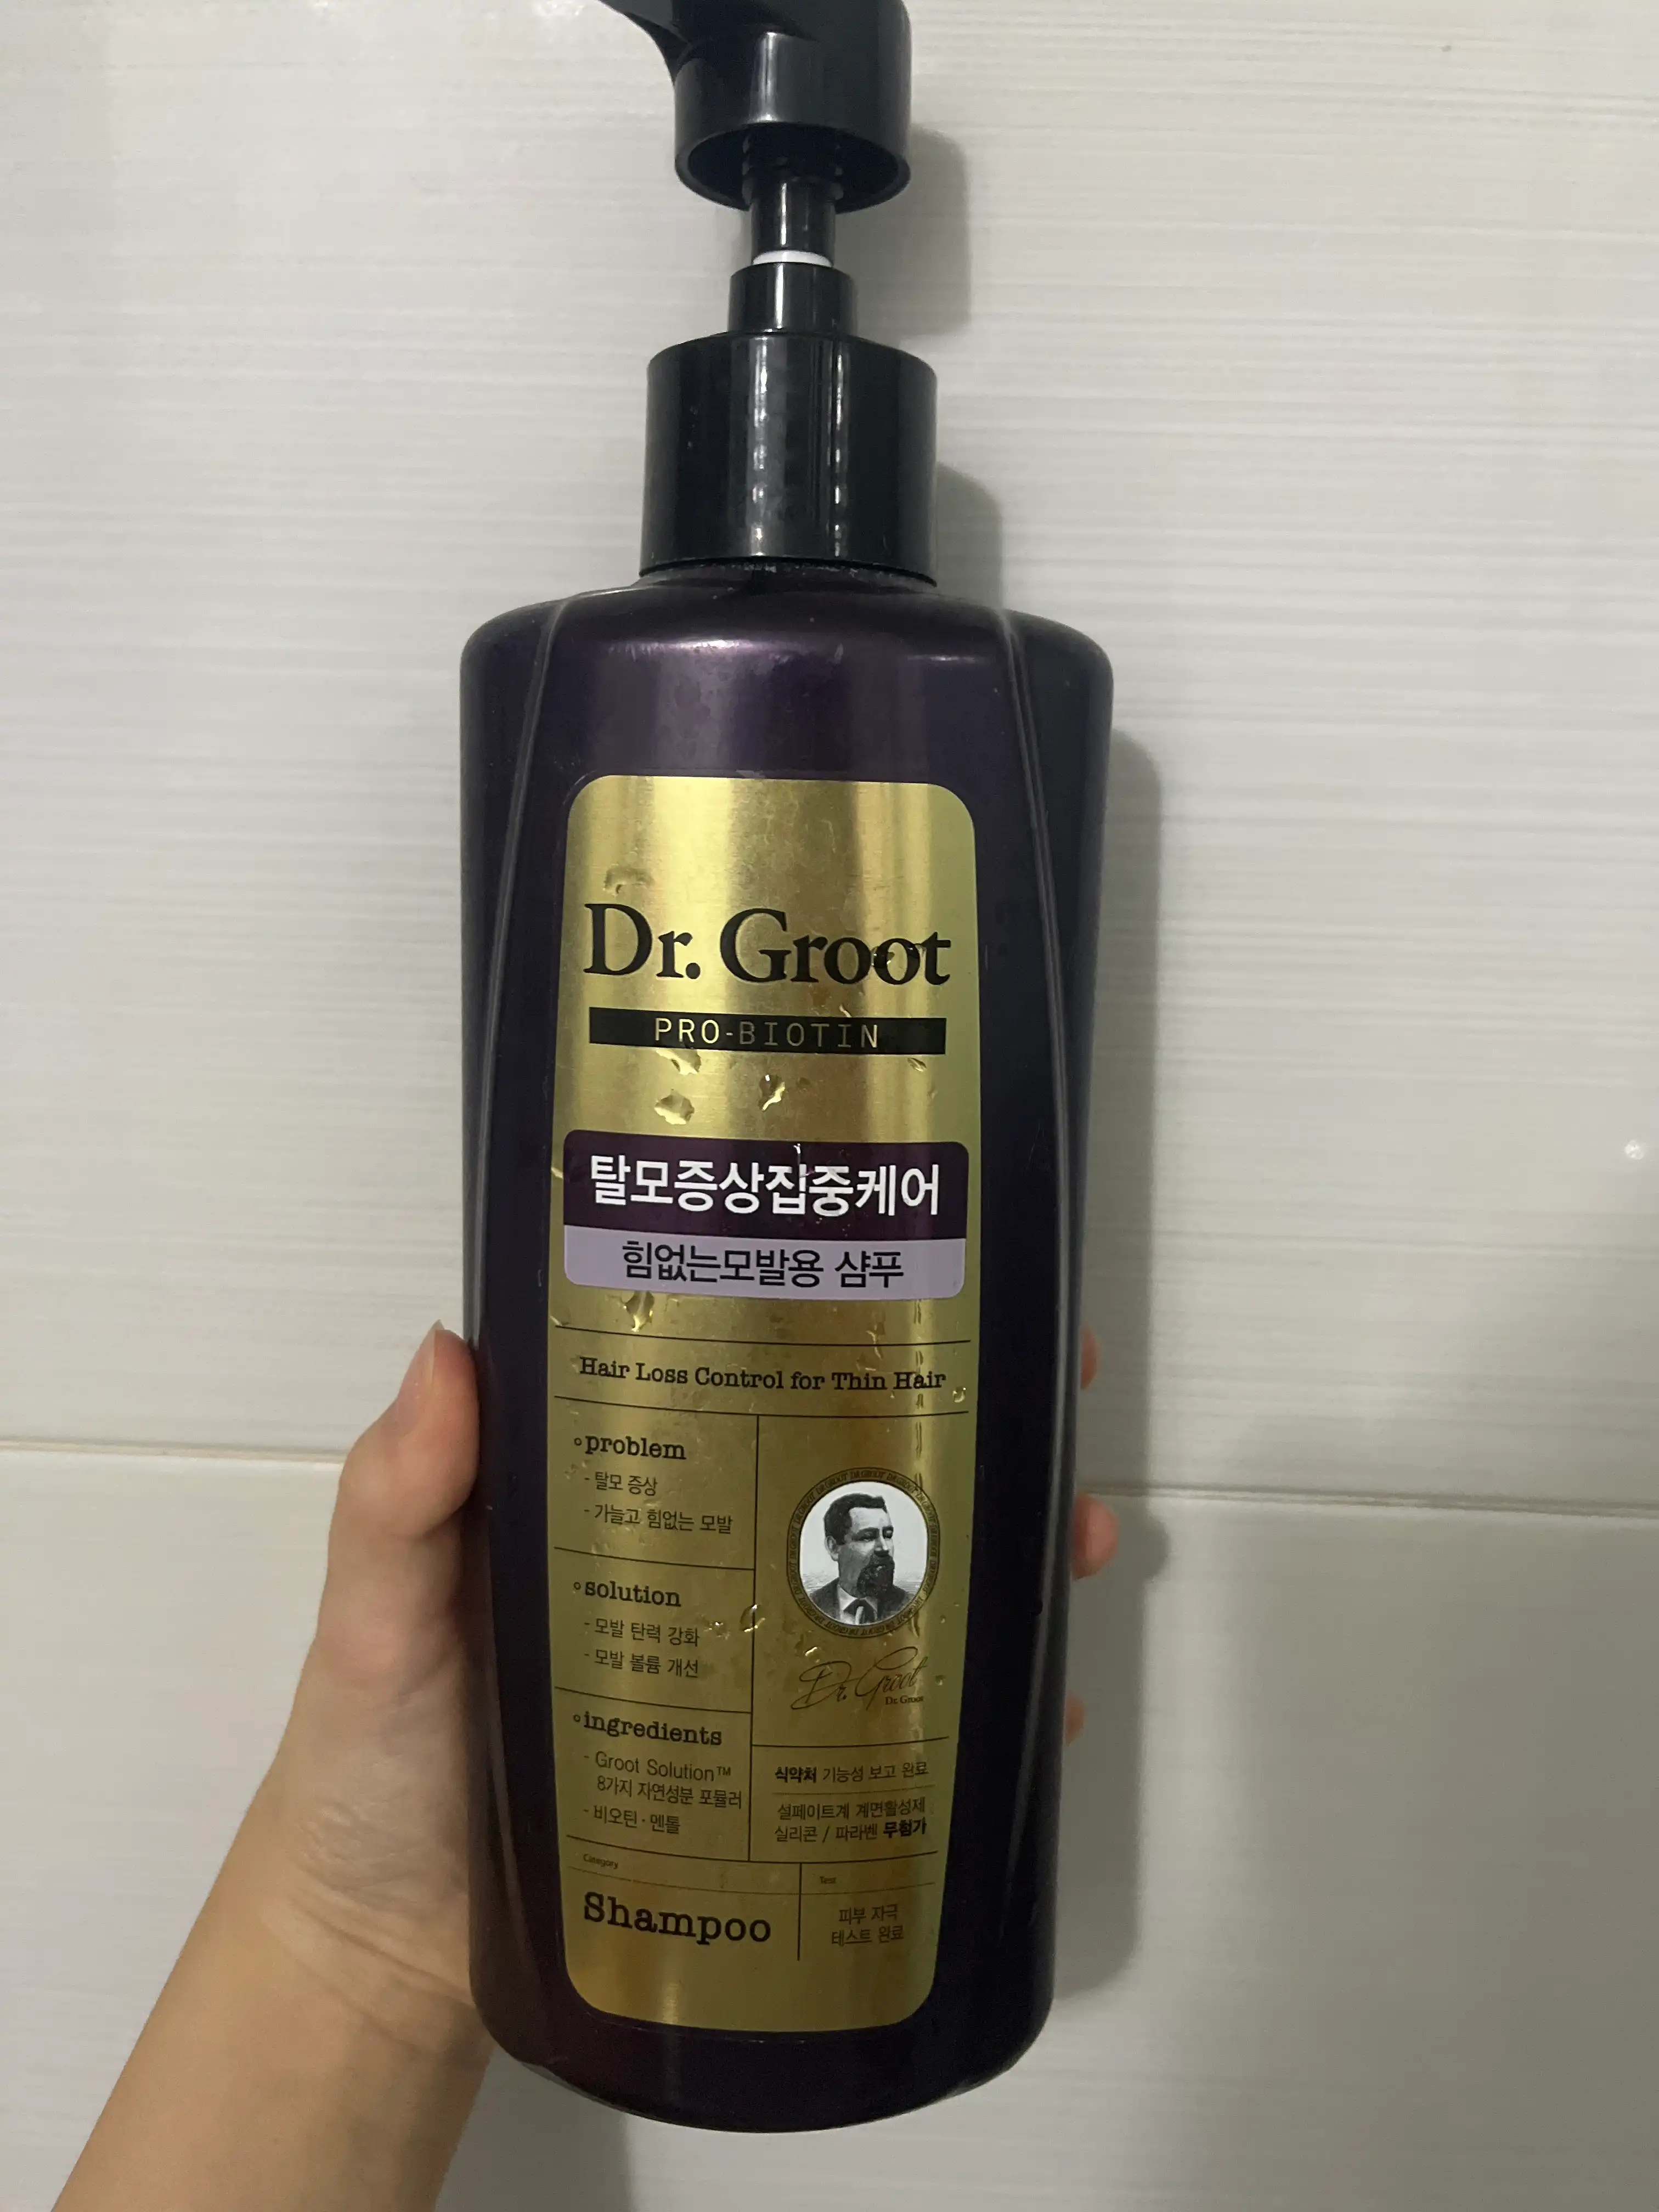 Dr. Groot
PRO-BIOTIN
탈모증상집중케어
힘없는모발용 샴푸
Hair Loss Control for Thin Hair
problem
- 탈모 증상
- 가늘고 힘없는 모발
solution
- 모발 탄력 강화
- 모발 볼륨 개선
ingredients
- Groot Solution™
8가지 자연성분 포뮬러
- 비오틴·멘톨
Dr. Groot
Dr. Groot
식약처 기능성 보고 완료
설페이트계 계면활성제
실리콘 / 파라벤 무첨가
Category
Shampoo
Test
피부 자극
테스트 완료